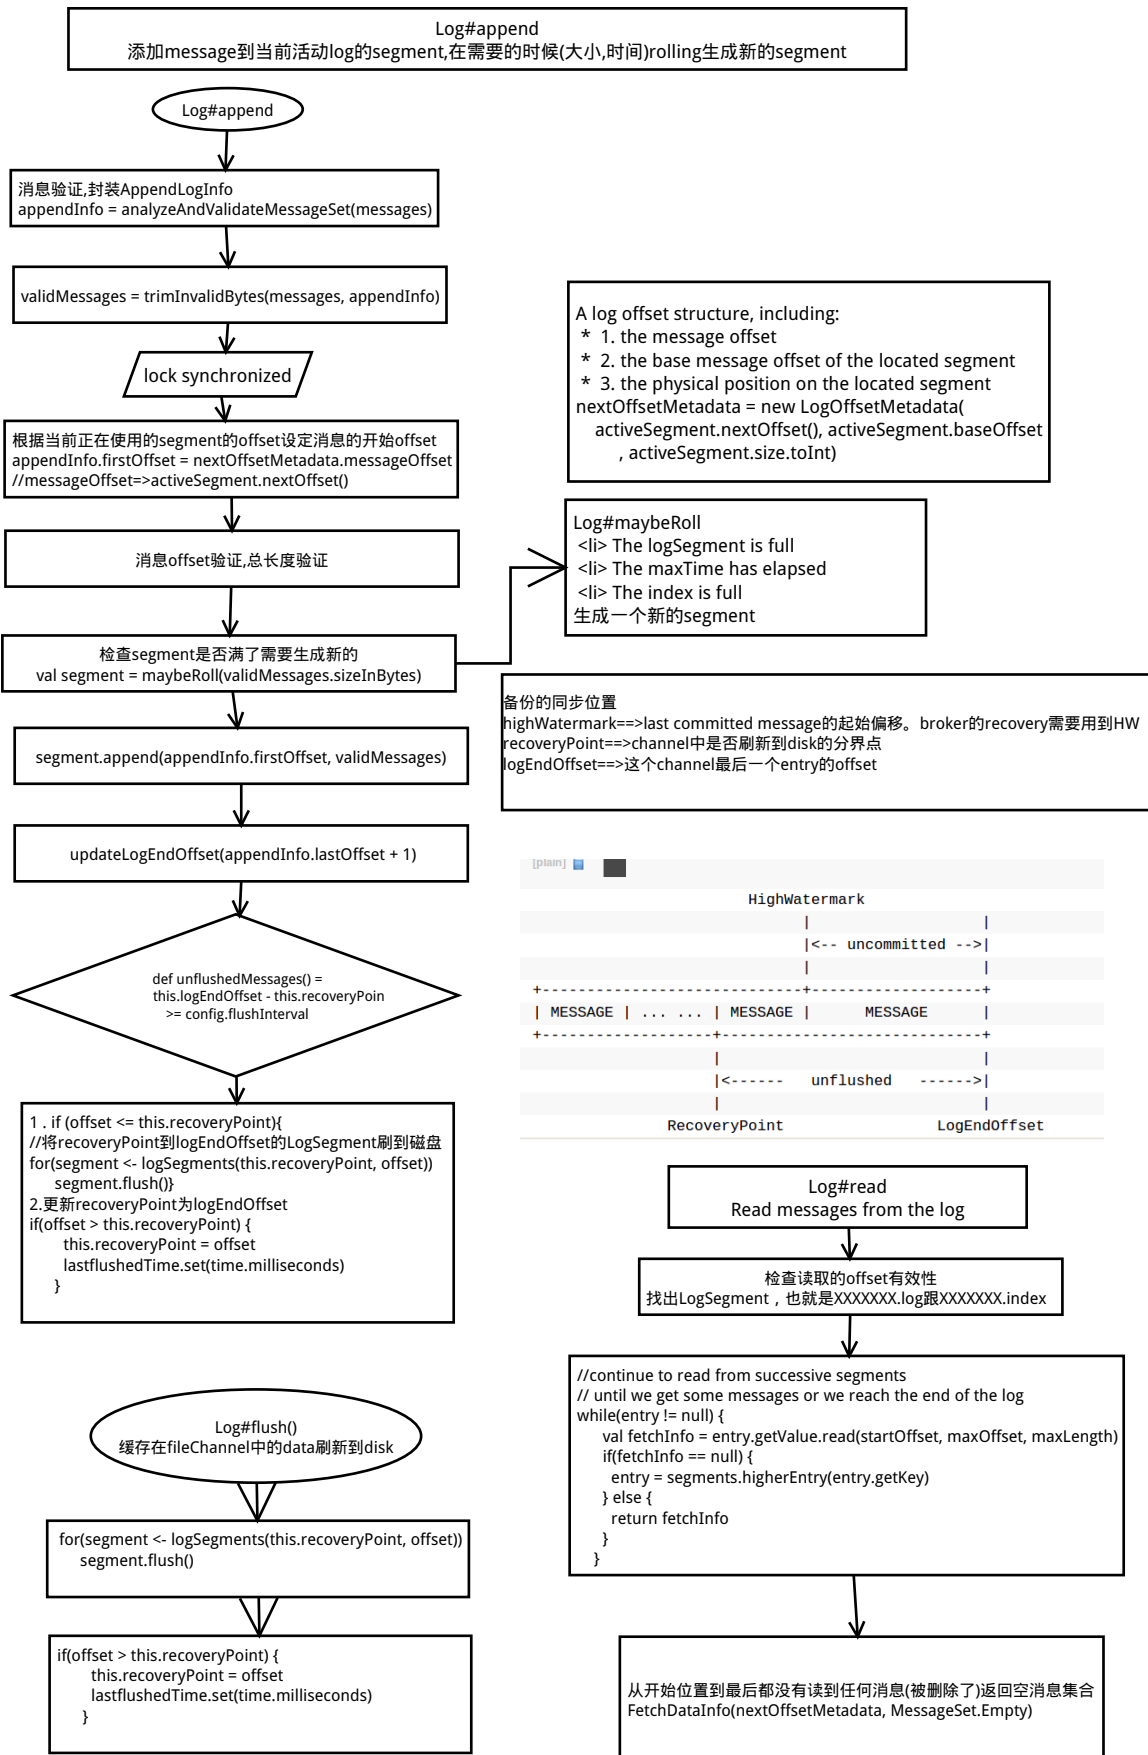 Log#append
添加message到当前活动log的segment,在需要的时候(大小,时间)rolling生成新的segment
Log#append
消息验证,封装AppendLogInfo
appendInfo = analyzeAndValidateMessageSet(messages)
validMessages = trimInvalidBytes(messages, appendInfo)
lock synchronized
根据当前正在使用的segment的offset设定消息的开始offset
appendInfo.firstOffset = nextOffsetMetadata.messageOffset
//messageOffset=>activeSegment.nextOffset()
消息offset验证,总长度验证
检查segment是否满了需要生成新的
val segment = maybeRoll(validMessages.sizeInBytes)
segment.append(appendInfo.firstOffset, validMessages)
updateLogEndOffset(appendInfo.lastOffset + 1)
def unflushedMessages() =
this.logEndOffset - this.recoveryPoin
>= config.flushInterval
1 . if (offset <= this.recoveryPoint){
//将recoveryPoint到logEndOffset的LogSegment刷到磁盘
for(segment <- logSegments(this.recoveryPoint, offset))
segment.flush()}
2.更新recoveryPoint为logEndOffset
if(offset > this.recoveryPoint) {
this.recoveryPoint = offset
lastflushedTime.set(time.milliseconds)
}
Log#flush()
缓存在fileChannel中的data刷新到disk
for(segment <- logSegments(this.recoveryPoint, offset))
segment.flush()
if(offset > this.recoveryPoint) {
this.recoveryPoint = offset
lastflushedTime.set(time.milliseconds)
}
A log offset structure, including:
* 1. the message offset
* 2. the base message offset of the located segment
* 3. the physical position on the located segment
nextOffsetMetadata = new LogOffsetMetadata(
activeSegment.nextOffset(), activeSegment.baseOffset
, activeSegment.size.toInt)
Log#maybeRoll
<li> The logSegment is full
<li> The maxTime has elapsed
<li> The index is full
生成一个新的segment
备份的同步位置
highWatermark==>last committed message的起始偏移。broker的recovery需要用到HW
recoveryPoint==>channel中是否刷新到disk的分界点
logEndOffset==>这个channel最后一个entry的offset
[plain]
HighWatermark
| |
|<-- uncommitted -->|
| |
+-----------------------------+-------------------+
| MESSAGE | ... ... | MESSAGE | MESSAGE |
+-------------------+-----------------------------+
| |
|<------ unflushed ------>|
| |
RecoveryPoint LogEndOffset
Log#read
Read messages from the log
检查读取的offset有效性
找出LogSegment , 也就是XXXXXXX.log跟XXXXXXX.index
//continue to read from successive segments
// until we get some messages or we reach the end of the log
while(entry != null) {
val fetchInfo = entry.getValue.read(startOffset, maxOffset, maxLength)
if(fetchInfo == null) {
entry = segments.higherEntry(entry.getKey)
} else {
return fetchInfo
}
}
从开始位置到最后都没有读到任何消息(被删除了)返回空消息集合
FetchDataInfo(nextOffsetMetadata, MessageSet.Empty)